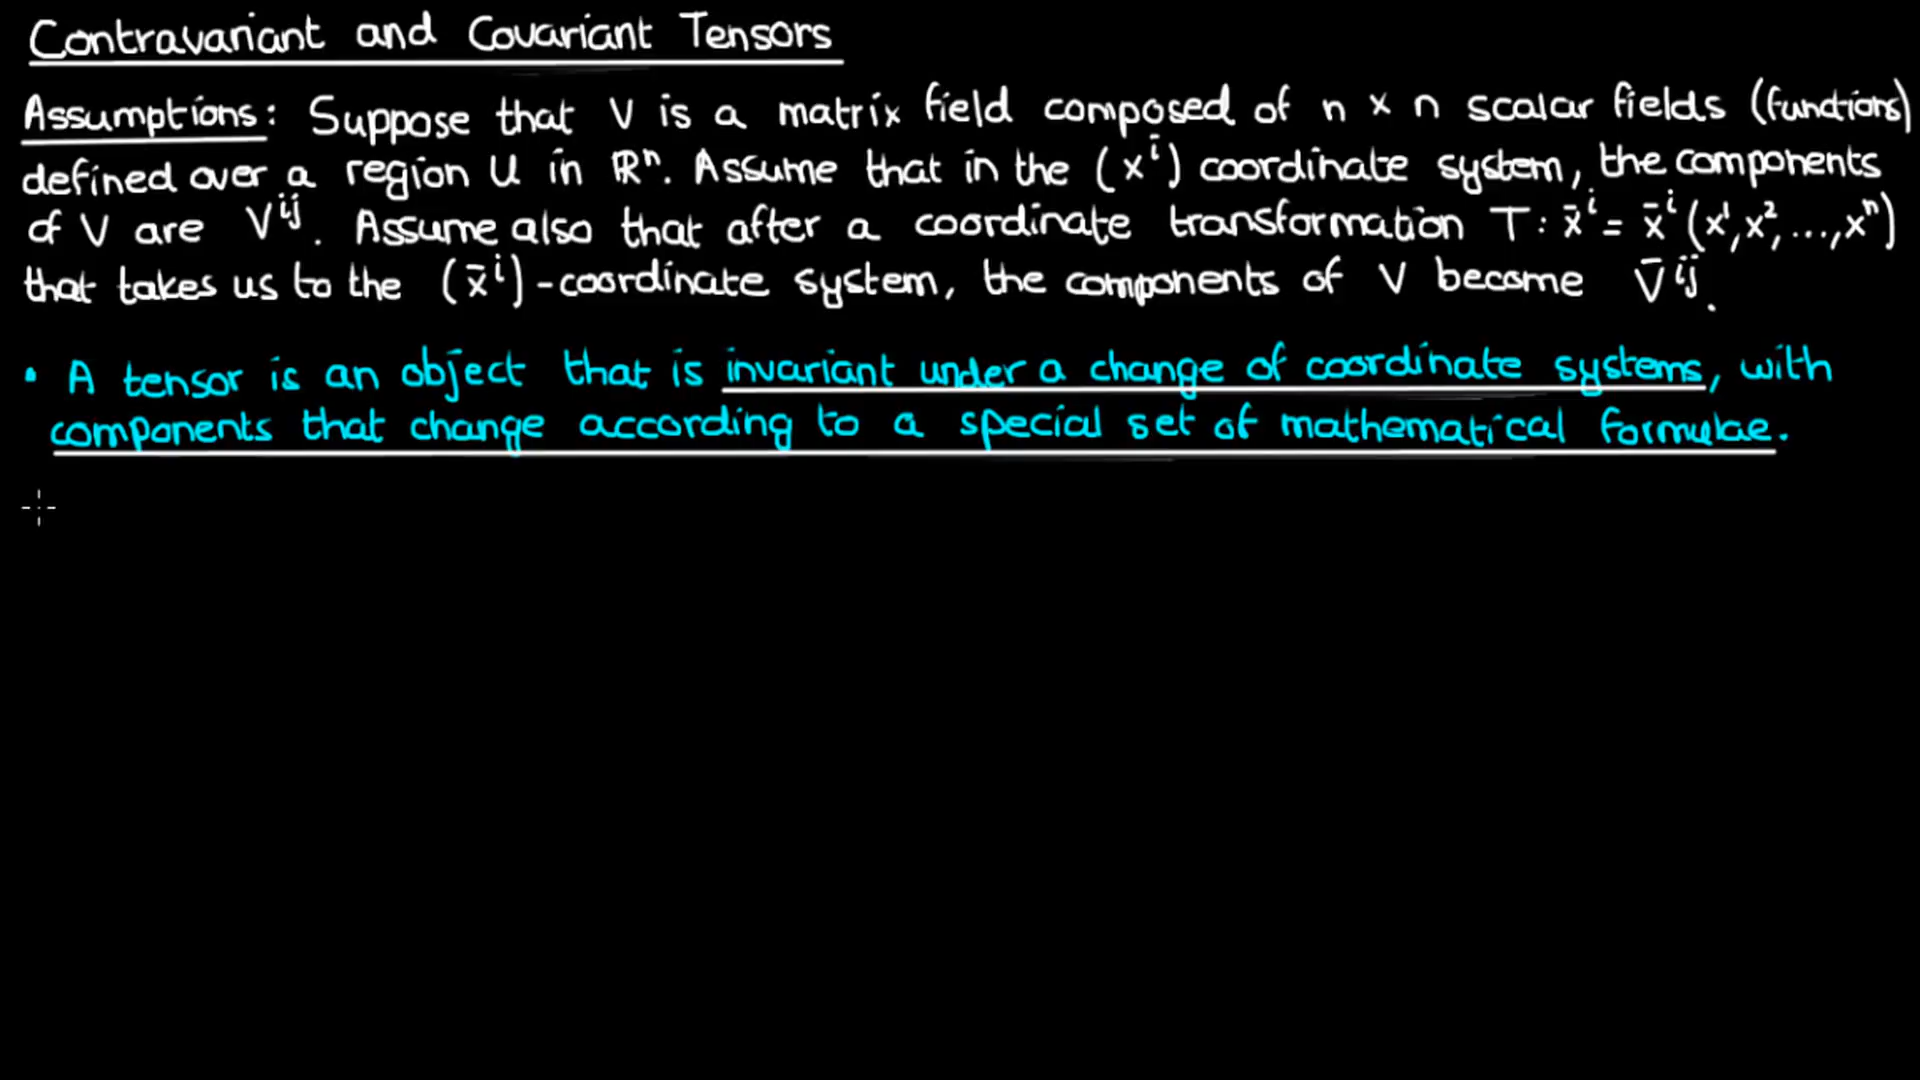 Contravariant and Covariant Tensors
Assumptions: Suppose that V is a matrix field composed of n × n scalar fields (functions)
defined over a region U in ℝⁿ. Assume that in the (xⁱ) coordinate system, the components
of V are Vⁱʲ. Assume also that after a coordinate transformation T: x̄ⁱ = x̄ⁱ(x¹, x², ..., xⁿ)
that takes us to the (x̄ⁱ)-coordinate system, the components of V become V̄ⁱʲ.
• A tensor is an object that is invariant under a change of coordinate systems, with
components that change according to a special set of mathematical formulae.